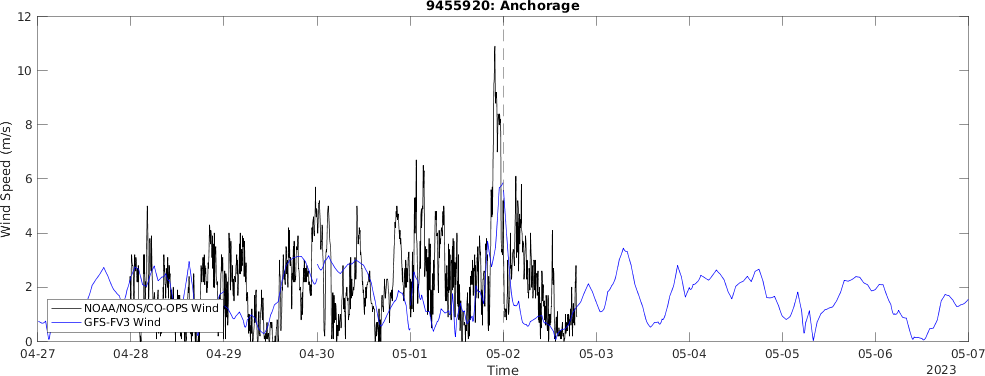 9455920: Anchorage
12
10
8
6
4
2
0
Wind Speed (m/s)
NOAA/NOS/CO-OPS Wind
GFS-FV3 Wind
04-27 04-28 04-29 04-30 05-01 05-02 05-03 05-04 05-05 05-06 05-07
Time
2023